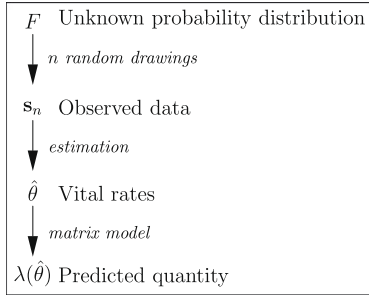 F Unknown probability distribution
n random drawings
sₙ Observed data
estimation
θ̂ Vital rates
matrix model
λ(θ̂) Predicted quantity